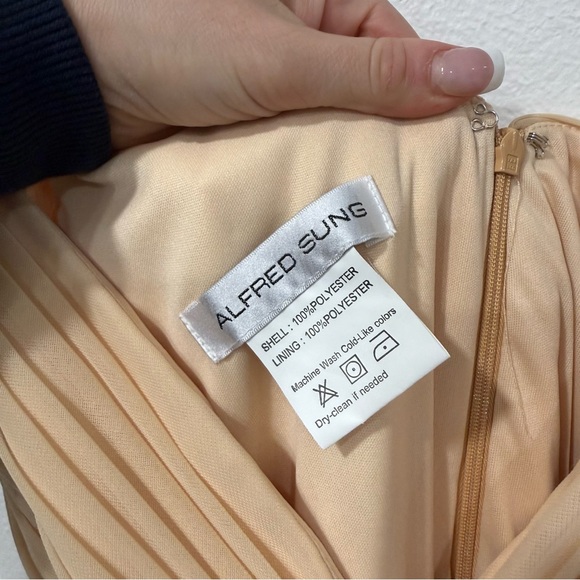 ALFRED SUNG
SHELL : 100%POLYESTER
LINING : 100%POLYESTER
Machine Wash Cold-Like colors
Dry-clean if needed